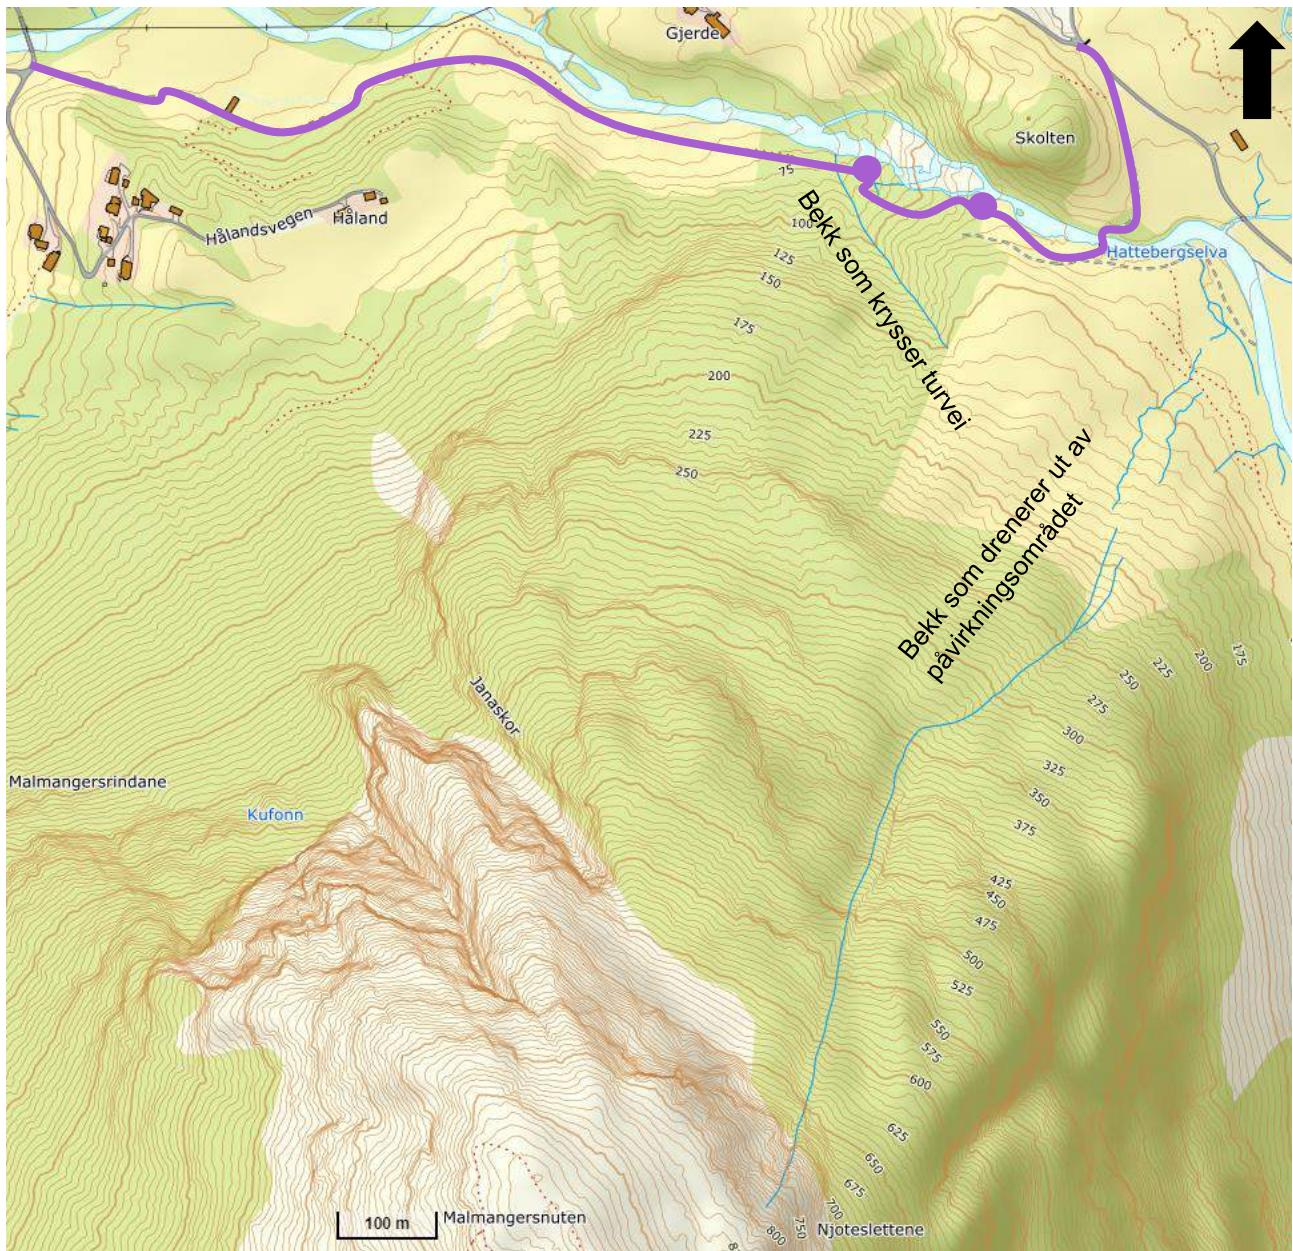 Gjerde
Skolten
75
Hålandsvegen
Håland
100
Hattebergselva
125
150
175
Bekk som krysser turvei
200
225
250
Bekk som drenerer ut av
påvirkningsområdet
175
200
225
250
275
300
325
350
375
Janaskor
Malmangersrindane
Kufonn
425
450
475
500
525
550
575
600
625
650
675
700
750
800
8
100 m
Malmangersnuten
Njoteslettene